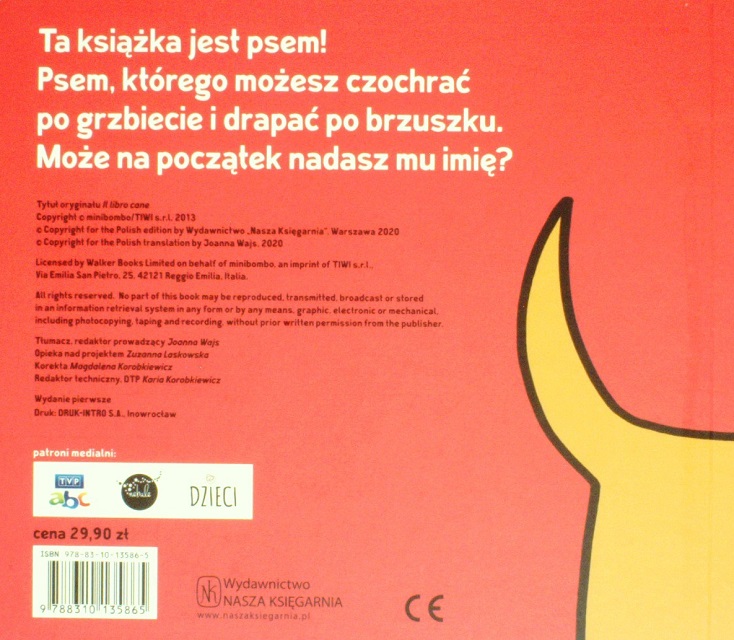 Ta książka jest psem!
Psem, którego możesz czochrać
po grzbiecie i drapać po brzuszku.
Może na początek nadasz mu imię?
Tytuł oryginału Il libro cane
Copyright © minibombo/TIWI s.r.l. 2013
© Copyright for the Polish edition by Wydawnictwo „Nasza Księgarnia”, Warszawa 2020
© Copyright for the Polish translation by Joanna Wajs, 2020
Licensed by Walker Books Limited on behalf of minibombo, an imprint of TIWI s.r.l.,
Via Emilia San Pietro, 25, 42121 Reggio Emilia, Italia.
All rights reserved. No part of this book may be reproduced, transmitted, broadcast or stored
in an information retrieval system in any form or by any means, graphic, electronic or mechanical,
including photocopying, taping and recording, without prior written permission from the publisher.
Tłumacz, redaktor prowadzący Joanna Wajs
Opieka nad projektem Zuzanna Laskowska
Korekta Magdalena Korobkiewicz
Redaktor techniczny, DTP Karia Korobkiewicz
Wydanie pierwsze
Druk: DRUK-INTRO S.A., Inowrocław
patroni medialni:
TVP
abc
DZIECI
cena 29,90 zł
ISBN 978-83-10-13586-5
9 788310 135865
NK
Wydawnictwo
NASZA KSIĘGARNIA
www.naszaksiegarnia.pl
CE